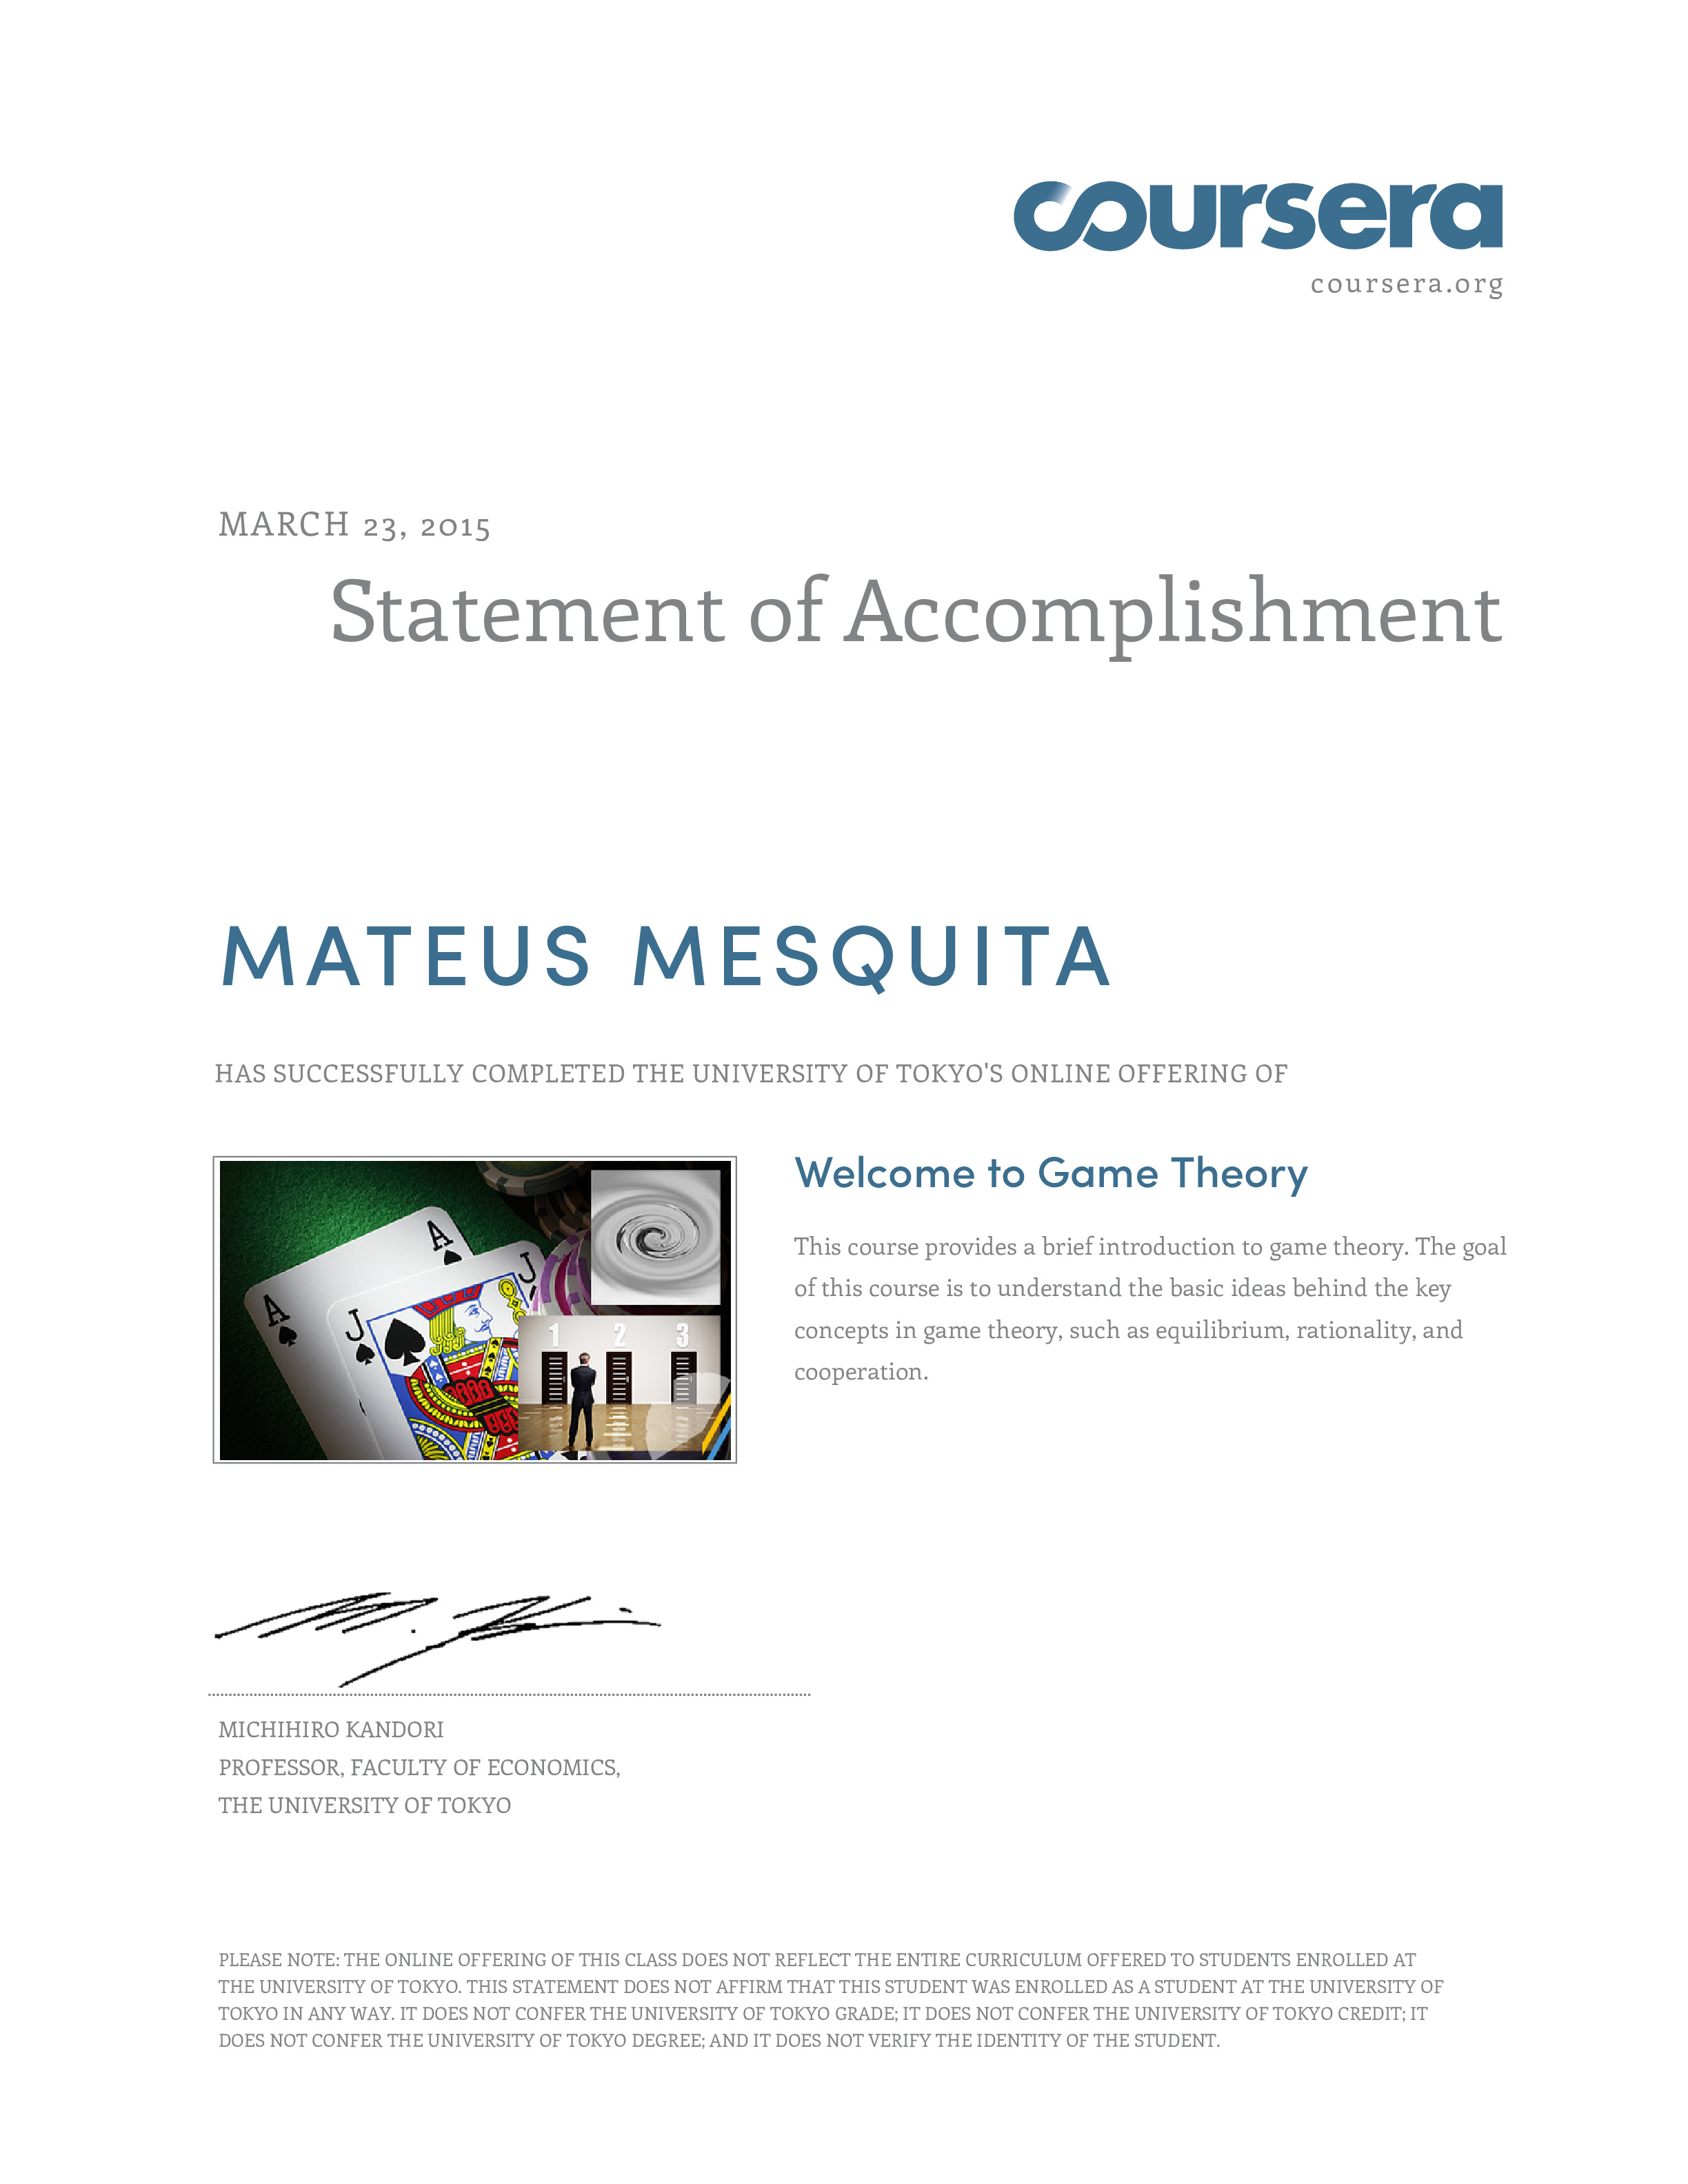 coursera
coursera.org
MARCH 23, 2015
Statement of Accomplishment
MATEUS MESQUITA
HAS SUCCESSFULLY COMPLETED THE UNIVERSITY OF TOKYO'S ONLINE OFFERING OF
Welcome to Game Theory
This course provides a brief introduction to game theory. The goal
of this course is to understand the basic ideas behind the key
concepts in game theory, such as equilibrium, rationality, and
cooperation.
A
A
J
J
1 2 3
MICHIHIRO KANDORI
PROFESSOR, FACULTY OF ECONOMICS,
THE UNIVERSITY OF TOKYO
PLEASE NOTE: THE ONLINE OFFERING OF THIS CLASS DOES NOT REFLECT THE ENTIRE CURRICULUM OFFERED TO STUDENTS ENROLLED AT
THE UNIVERSITY OF TOKYO. THIS STATEMENT DOES NOT AFFIRM THAT THIS STUDENT WAS ENROLLED AS A STUDENT AT THE UNIVERSITY OF
TOKYO IN ANY WAY. IT DOES NOT CONFER THE UNIVERSITY OF TOKYO GRADE; IT DOES NOT CONFER THE UNIVERSITY OF TOKYO CREDIT; IT
DOES NOT CONFER THE UNIVERSITY OF TOKYO DEGREE; AND IT DOES NOT VERIFY THE IDENTITY OF THE STUDENT.